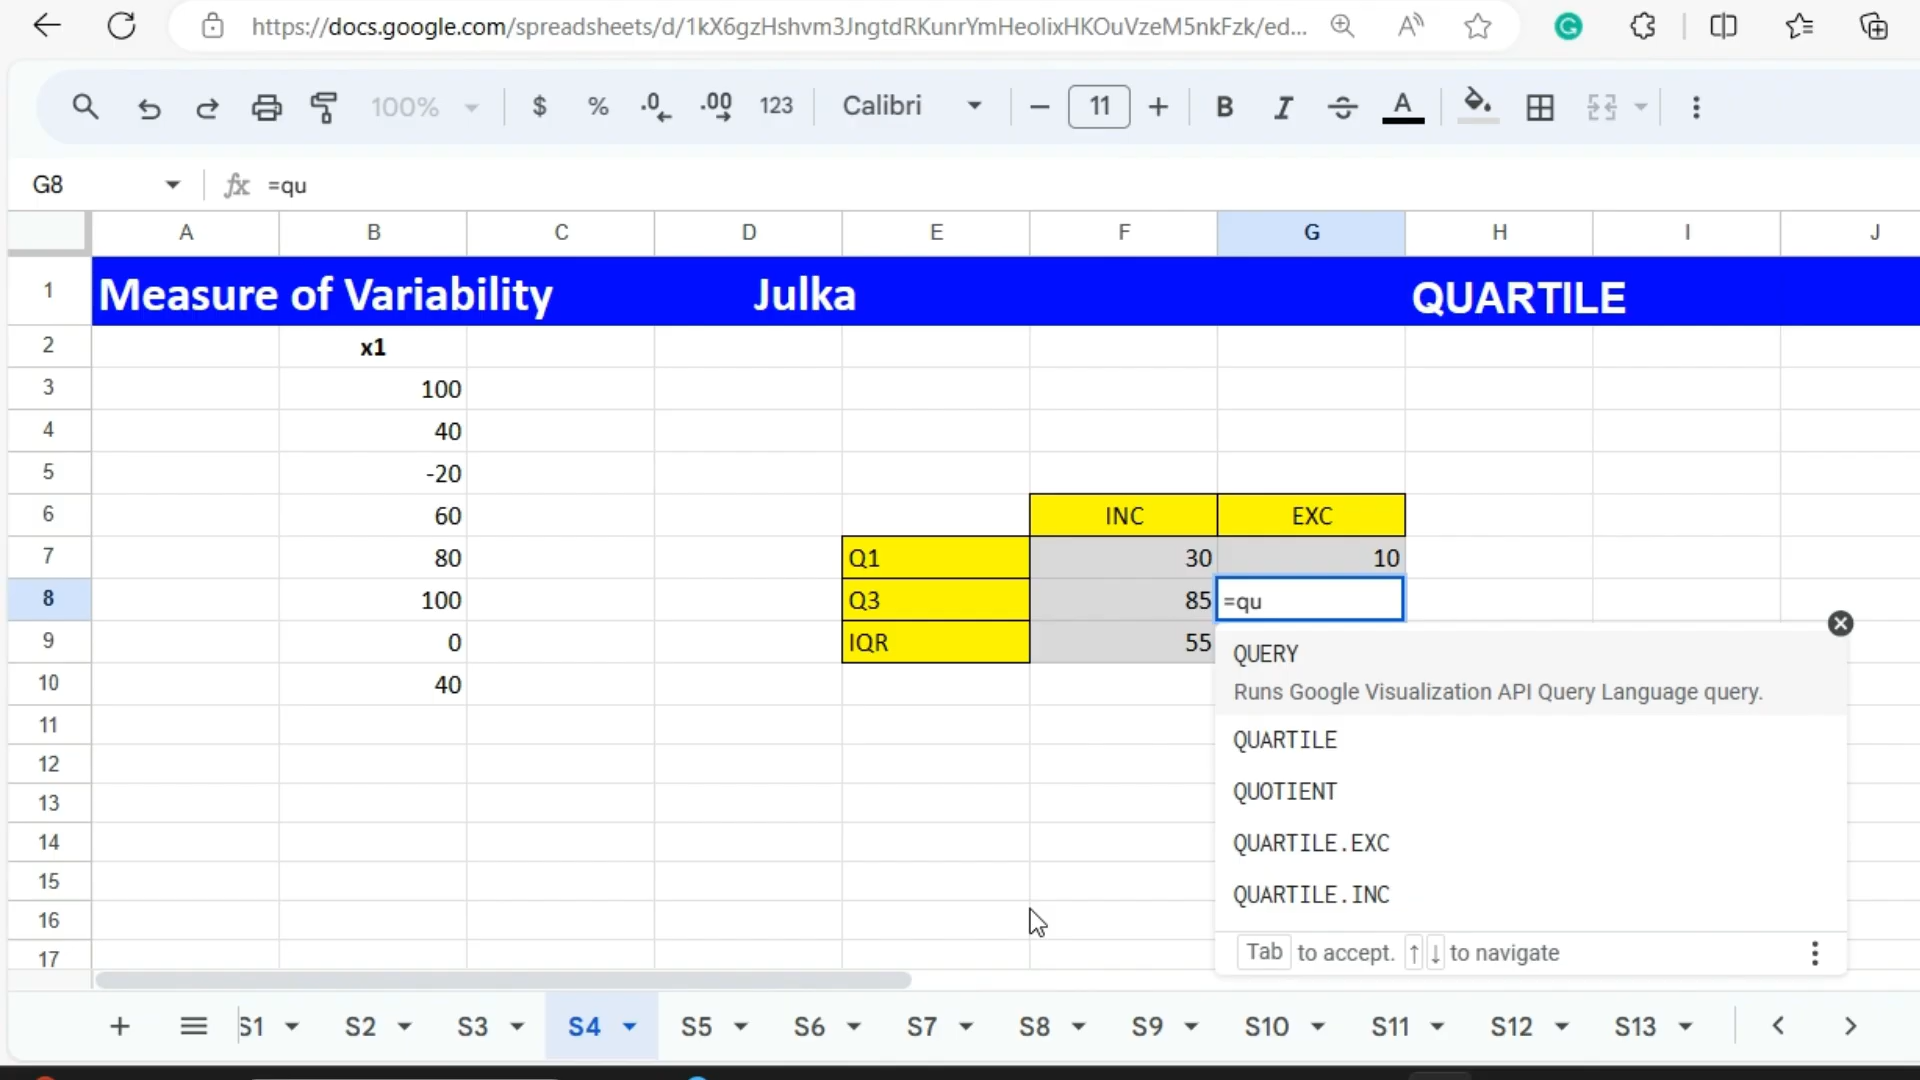 https://docs.google.com/spreadsheets/d/1kX6gzHshvm3JngtdRKunrYmHeolixHKOuVzeM5nkFzk/ed...
100% $ % .0 .00 123 Calibri 11 B I A
G8 fx =qu
A B C D E F G H I J
1 Measure of Variability Julka QUARTILE
2 x1
3 100
4 40
5 -20
6 60 INC EXC
7 80 Q1 30 10
8 100 Q3 85 =qu
9 0 IQR 55
10 40
11
12
13
14
15
16
17
QUERY
Runs Google Visualization API Query Language query.
QUARTILE
QUOTIENT
QUARTILE.EXC
QUARTILE.INC
Tab to accept. ↑ ↓ to navigate
S1 S2 S3 S4 S5 S6 S7 S8 S9 S10 S11 S12 S13